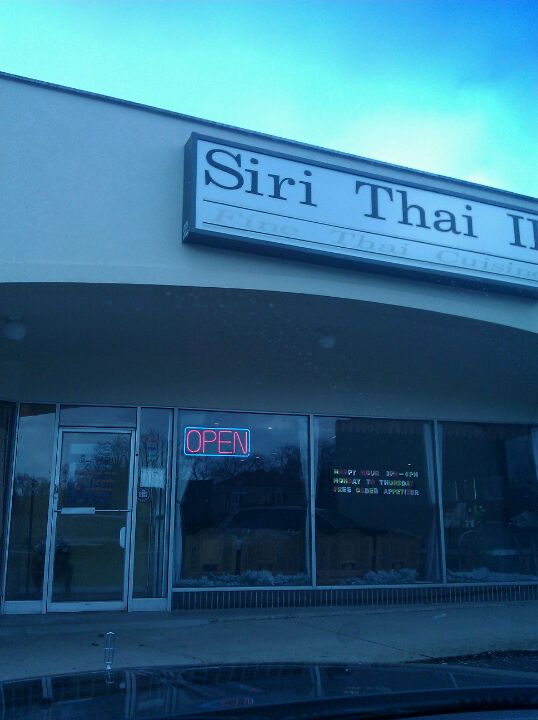 Siri Thai II
Fine Thai Cuisine
OPEN
HAPPY HOUR 3PM-6PM
MONDAY TO THURSDAY
FREE ORDER APPETIZER